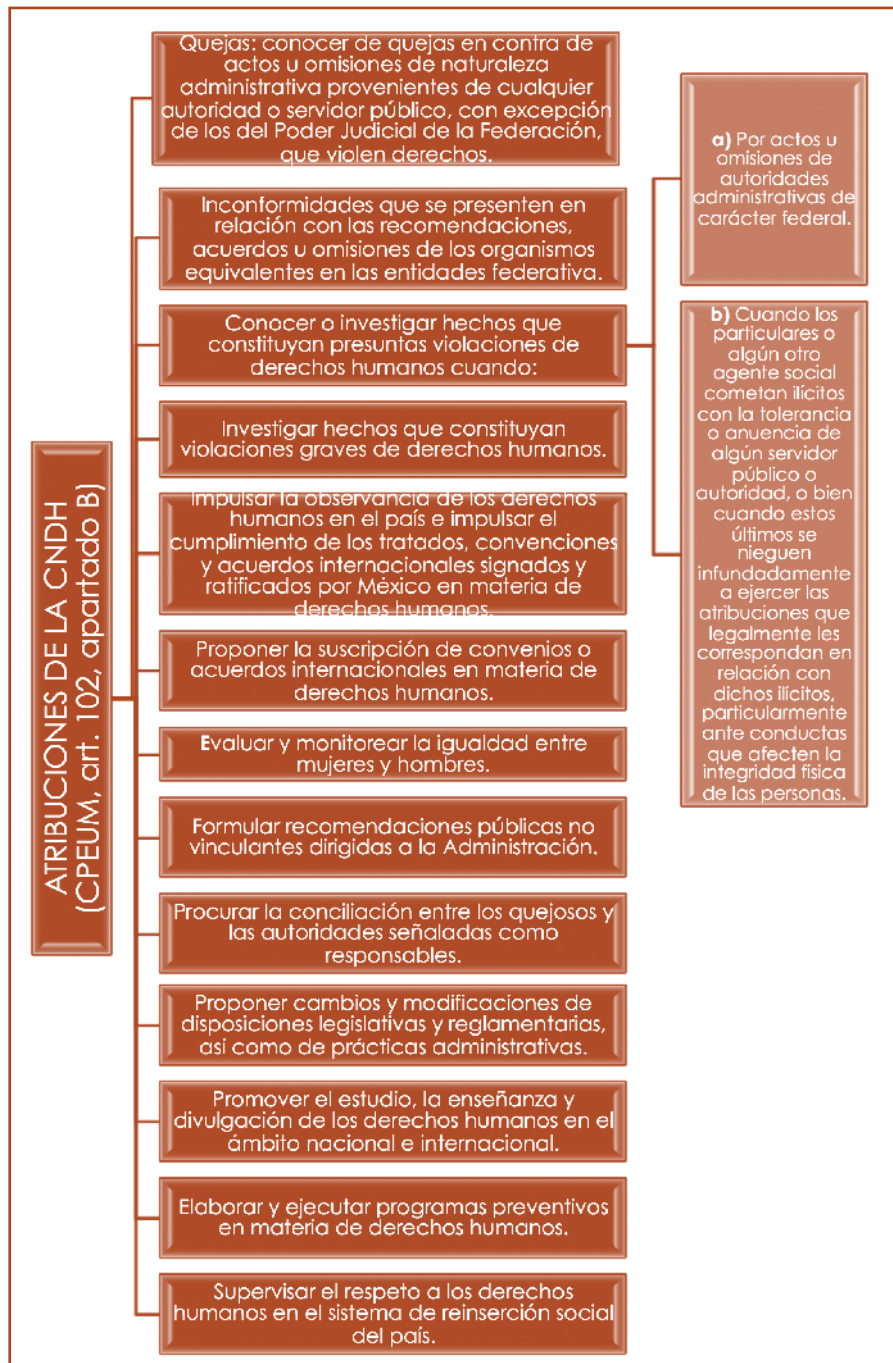 ATRIBUCIONES DE LA CNDH
(CPEUM, art. 102, apartado B)
Quejas: conocer de quejas en contra de
actos u omisiones de naturaleza
administrativa provenientes de cualquier
autoridad o servidor público, con excepción
de los del Poder Judicial de la Federación,
que violen derechos.
Inconformidades que se presenten en
relación con las recomendaciones,
acuerdos u omisiones de los organismos
equivalentes en las entidades federativa.
Conocer o investigar hechos que
constituyan presuntas violaciones de
derechos humanos cuando:
a) Por actos u
omisiones de
autoridades
administrativas de
carácter federal.
b) Cuando los
particulares o
algún otro
agente social
cometan ilícitos
con la tolerancia
o anuencia de
algún servidor
público o
autoridad, o bien
cuando estos
últimos se
nieguen
infundadamente
a ejercer las
atribuciones que
legalmente les
correspondan en
relación con
dichos ilícitos,
particularmente
ante conductas
que afecten la
integridad física
de las personas.
Investigar hechos que constituyan
violaciones graves de derechos humanos.
Impulsar la observancia de los derechos
humanos en el país e impulsar el
cumplimiento de los tratados, convenciones
y acuerdos internacionales signados y
ratificados por México en materia de
derechos humanos.
Proponer la suscripción de convenios o
acuerdos internacionales en materia de
derechos humanos.
Evaluar y monitorear la igualdad entre
mujeres y hombres.
Formular recomendaciones públicas no
vinculantes dirigidas a la Administración.
Procurar la conciliación entre los quejosos y
las autoridades señaladas como
responsables.
Proponer cambios y modificaciones de
disposiciones legislativas y reglamentarias,
asi como de prácticas administrativas.
Promover el estudio, la enseñanza y
divulgación de los derechos humanos en el
ámbito nacional e internacional.
Elaborar y ejecutar programas preventivos
en materia de derechos humanos.
Supervisar el respeto a los derechos
humanos en el sistema de reinserción social
del país.